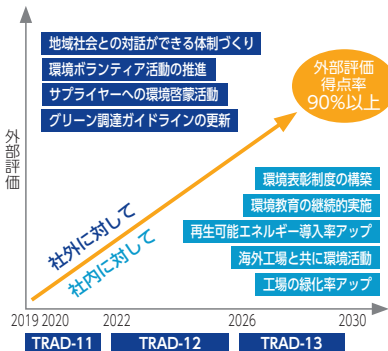 地域社会との対話ができる体制づくり
環境ボランティア活動の推進
サプライヤーへの環境啓蒙活動
グリーン調達ガイドラインの更新
外部評価
得点率
90%以上
外部評価
社外に対して
社内に対して
環境表彰制度の構築
環境教育の継続的実施
再生可能エネルギー導入率アップ
海外工場と共に環境活動
工場の緑化率アップ
2019 2020 2022 2026 2030
TRAD-11 TRAD-12 TRAD-13